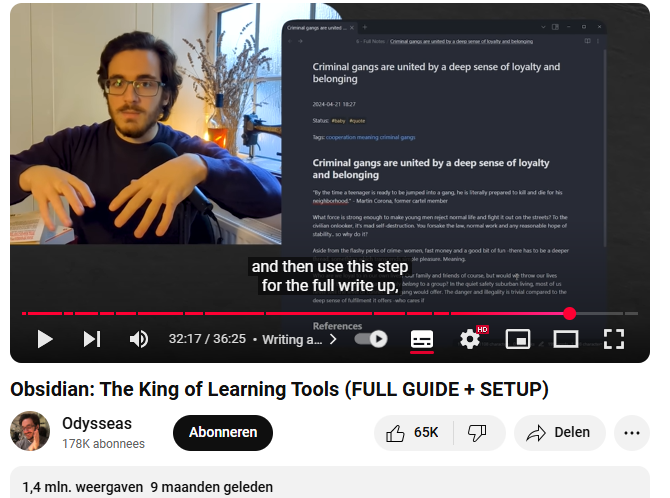 Criminal gangs are united ...
6 - Full Notes / Criminal gangs are united by a deep sense of loyalty and belonging
Criminal gangs are united by a deep sense of loyalty and
belonging
2024-04-21 18:27
Status: #baby #quote
Tags: cooperation meaning criminal gangs
Criminal gangs are united by a deep sense of loyalty
and belonging
"By the time a teenager is ready to be jumped into a gang, he is literally prepared to kill and die for his
neighborhood." - Martin Corona, former cartel member
What force is strong enough to make young men reject normal life and fight it out on the streets? To the
civilian onlooker, it's mad self-destruction. You forsake the law, normal work and any reasonable hope of
stability.. so why do it?
Aside from the flashy perks of crime- women, fast money and a good bit of fun -there has to be a deeper
pleasure. Meaning.
your family and friends of course, but would we throw our lives
belong to a group? In the quiet safety suburban living, most of us
gang would offer. The danger and illegality is trivial compared to the
deep sense of fulfillment it offers- who cares if
and then use this step
for the full write up,
References
32:17 / 36:25 • Writing a...
HD
Obsidian: The King of Learning Tools (FULL GUIDE + SETUP)
Odysseas
178K abonnees
Abonneren
65K
Delen
1,4 mln. weergaven 9 maanden geleden